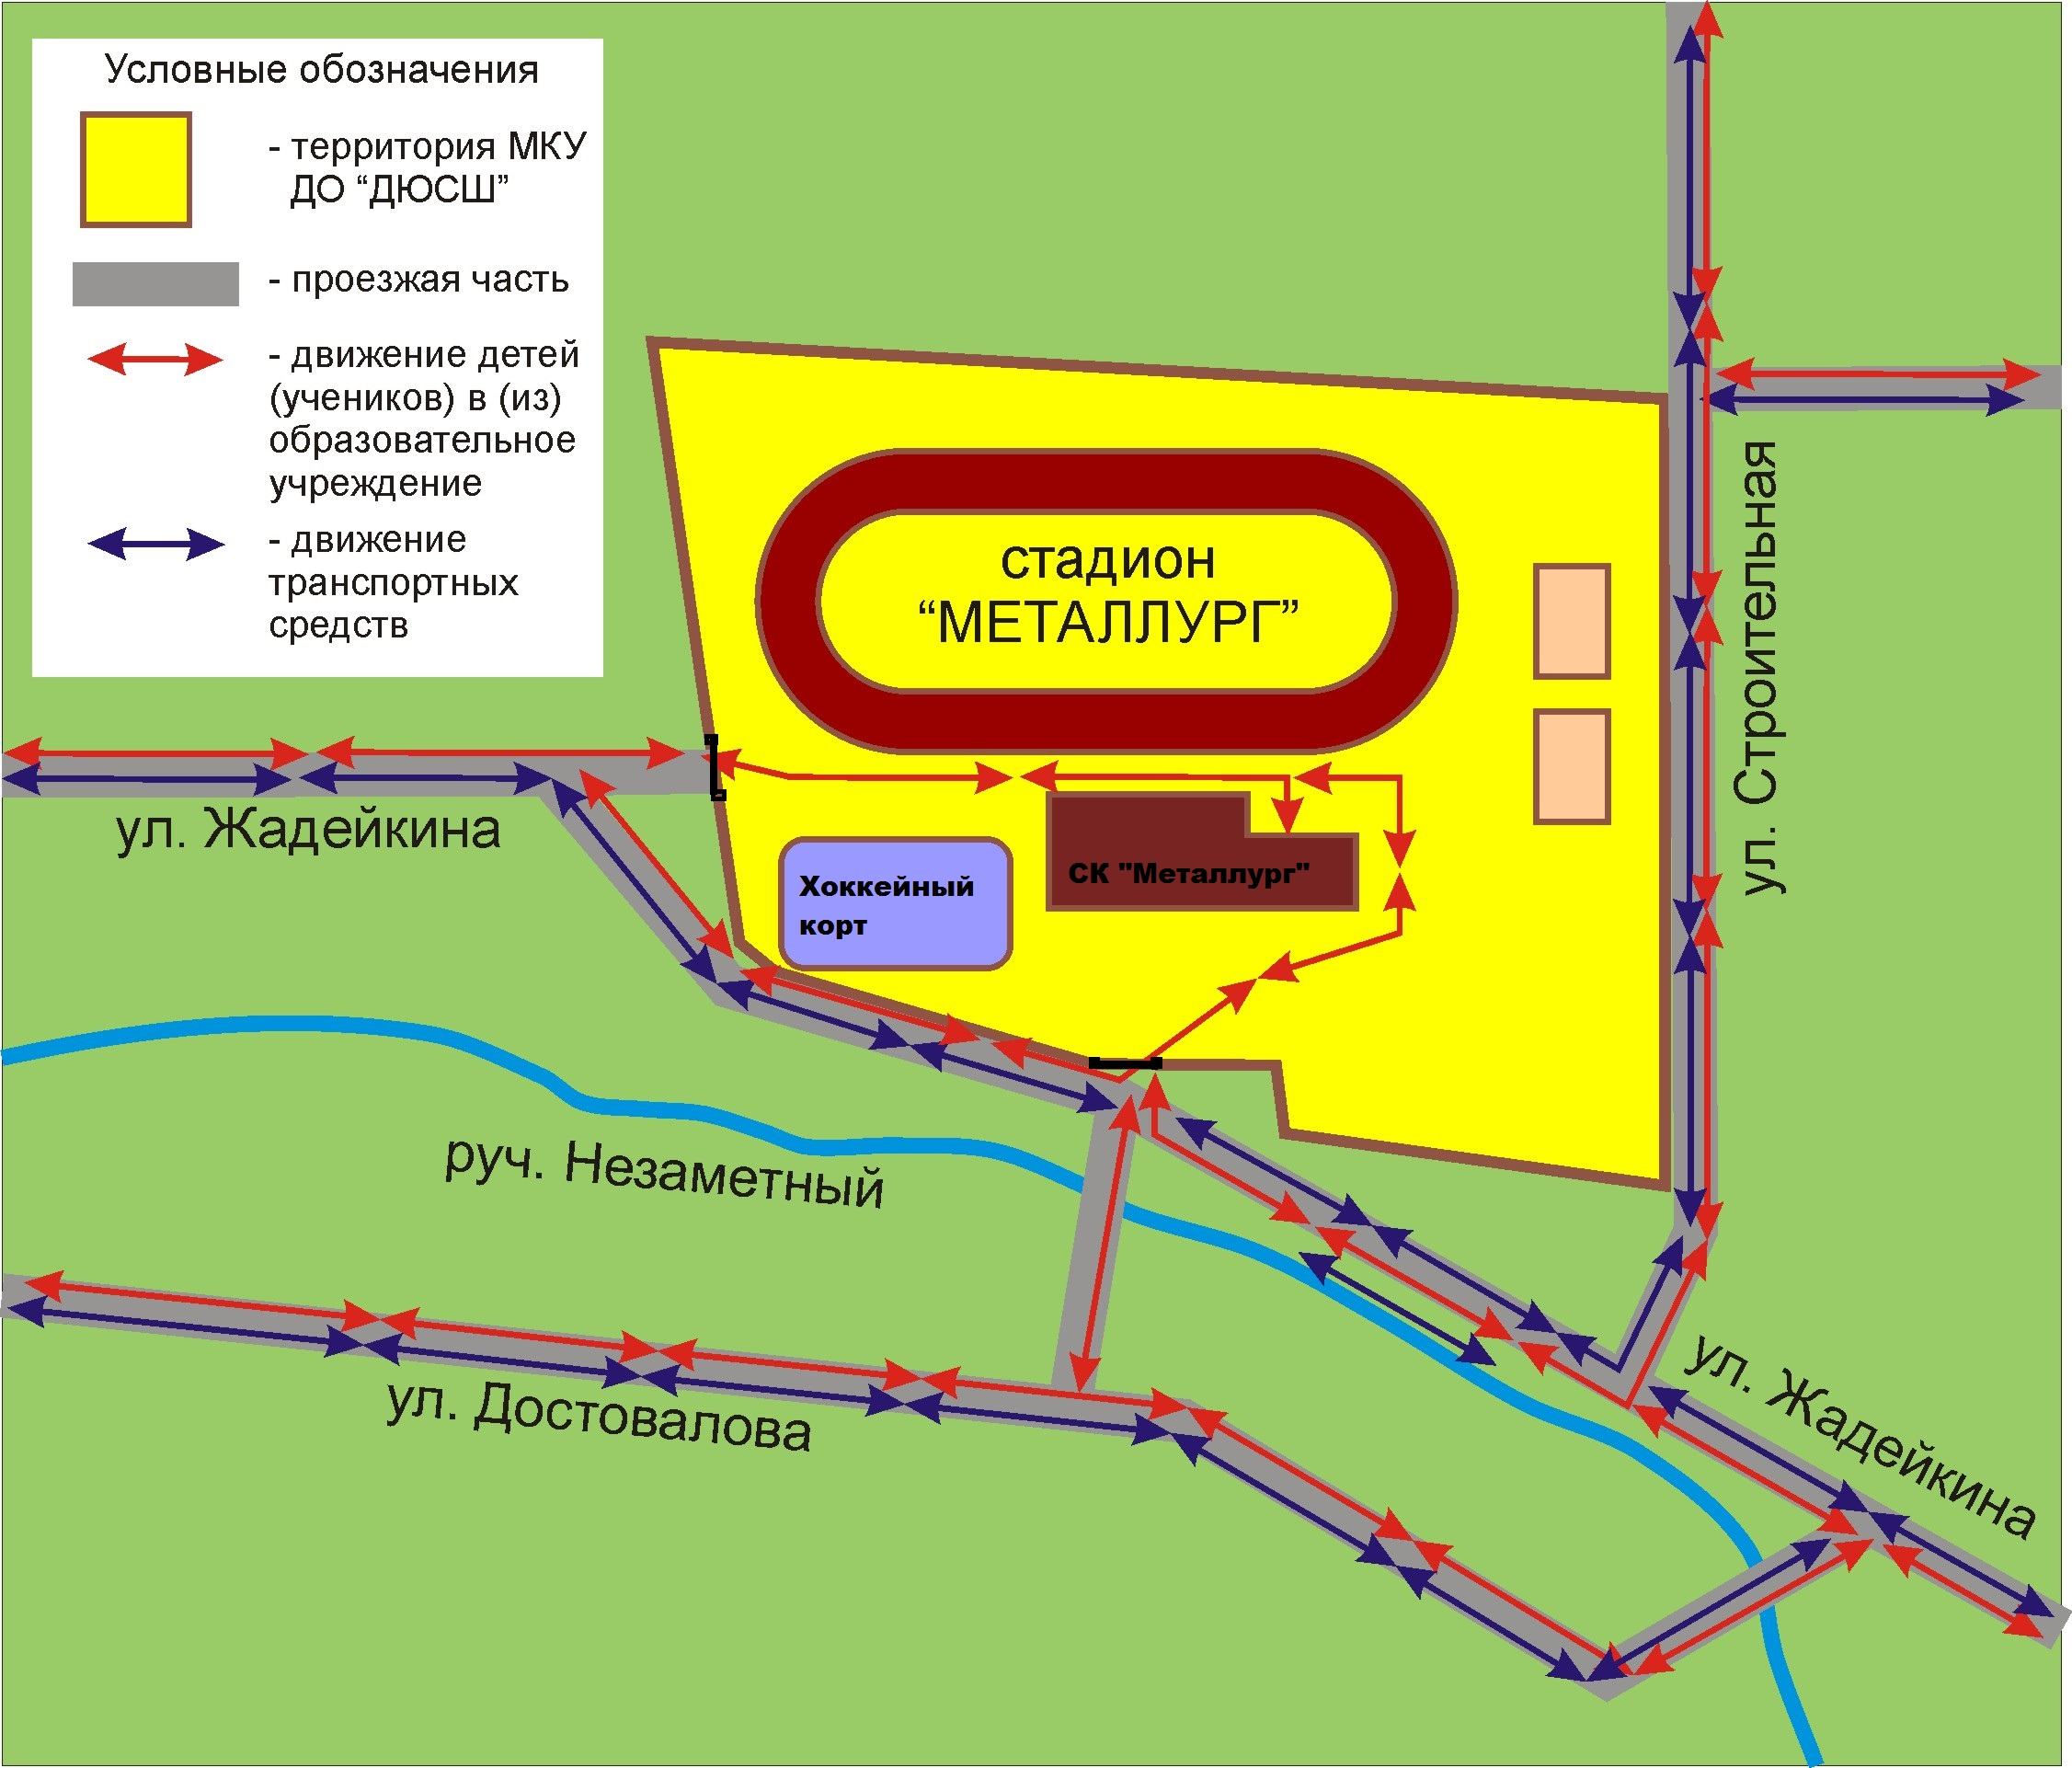 Условные обозначения
- территория МКУ
ДО “ДЮСШ”
- проезжая часть
- движение детей
(учеников) в (из)
образовательное
учреждение
- движение
транспортных
средств
стадион
“МЕТАЛЛУРГ”
ул. Строительная
ул. Жадейкина
СК "Металлург"
Хоккейный
корт
руч. Незаметный
ул. Достовалова
ул. Жадейкина